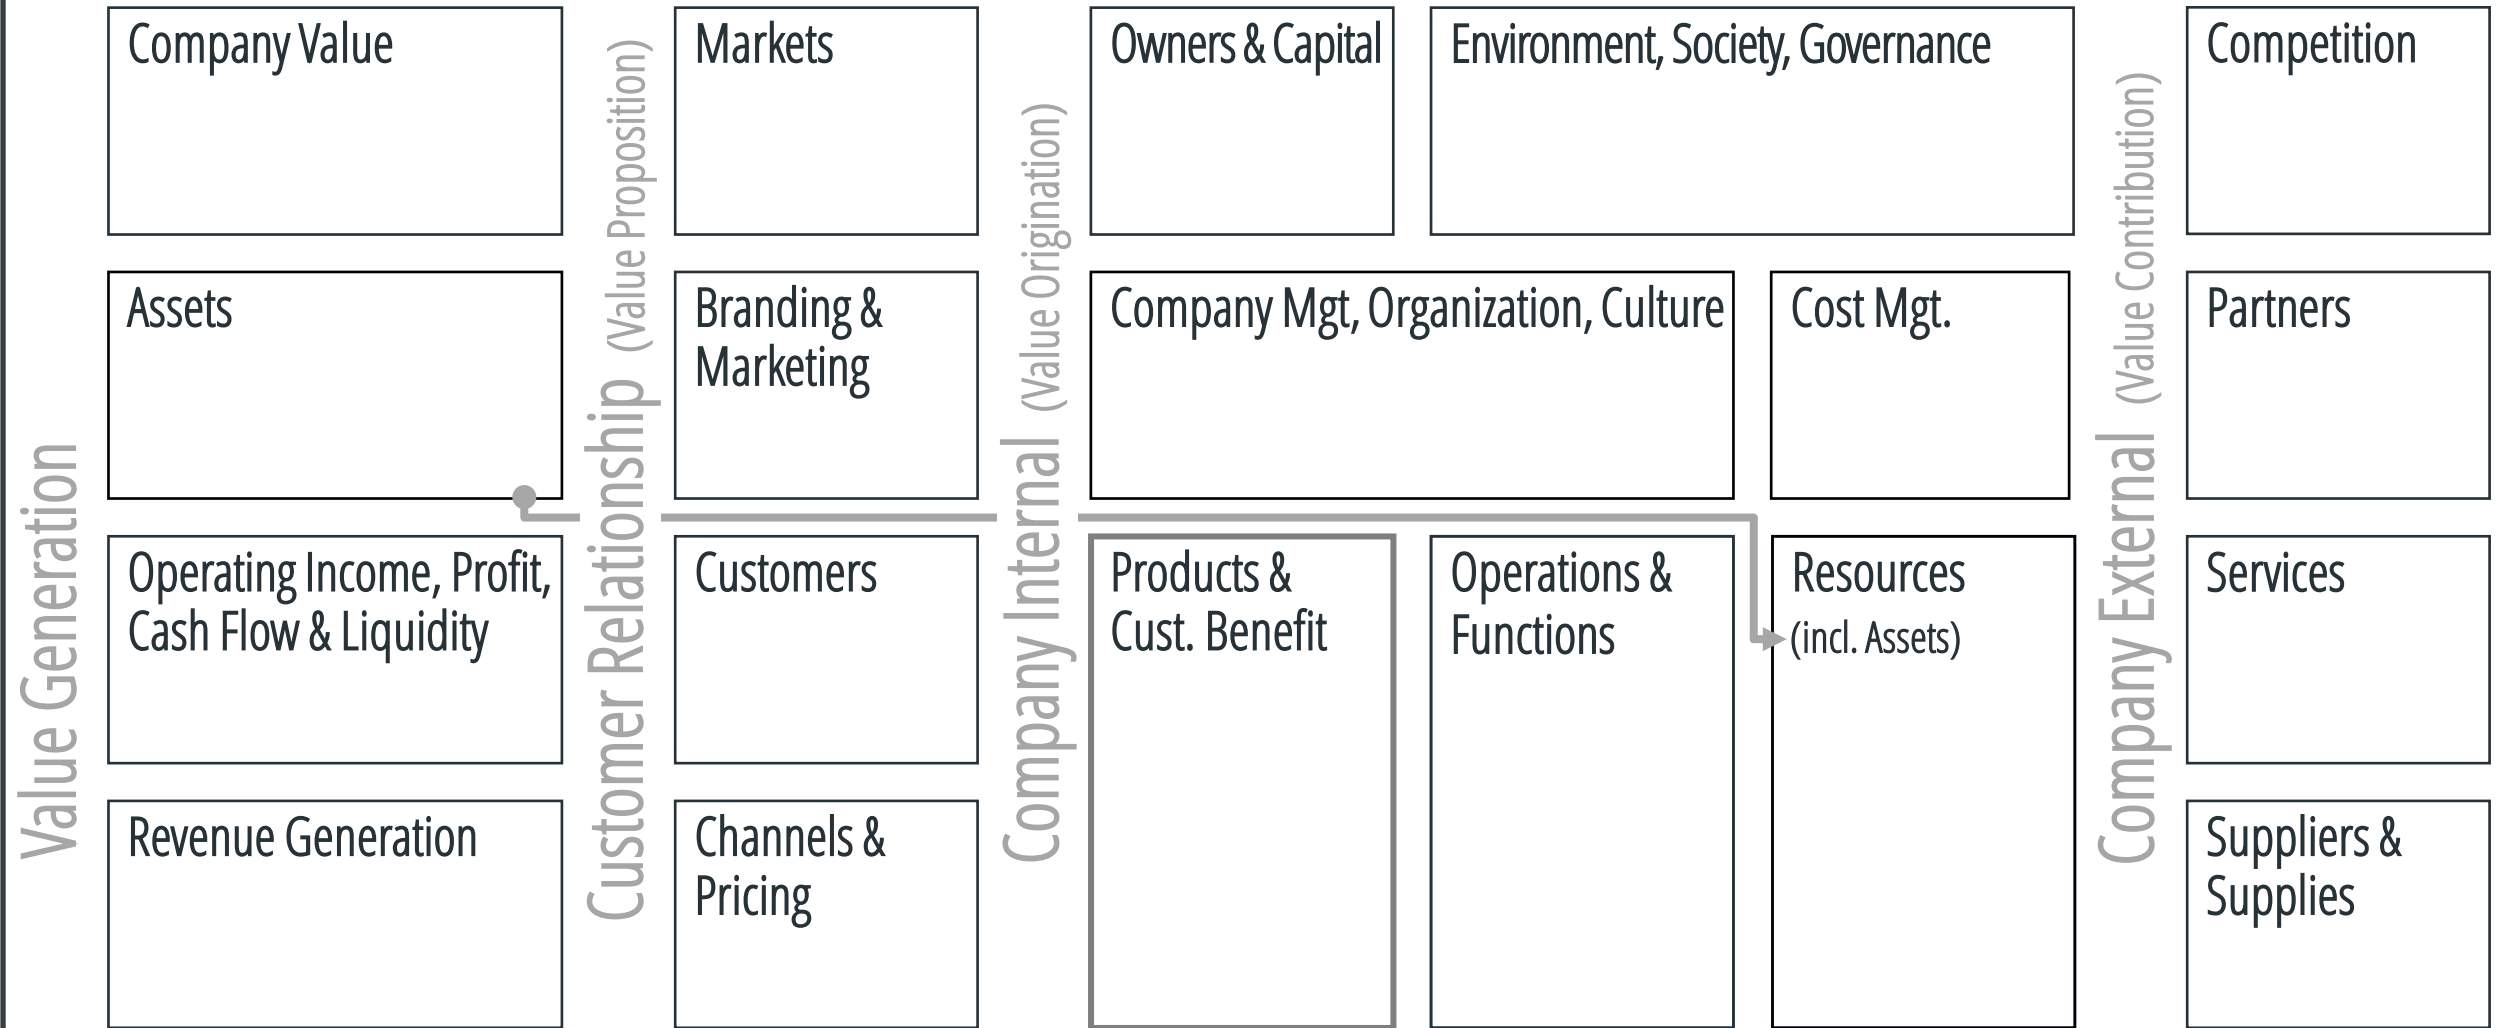 Value Generation
Company Value
Assets
Operating Income, Profit,
Cash Flow & Liquidity
Revenue Generation
Customer Relationship (Value Proposition)
Markets
Branding &
Marketing
Customers
Channels &
Pricing
Company Internal (Value Origination)
Owners & Capital
Environment, Society, Governance
Company Mgt, Organization, Culture
Cost Mgt.
Products &
Cust. Benefit
Operations &
Functions
Resources
(incl. Assets)
Company External (Value Contribution)
Competition
Partners
Services
Suppliers &
Supplies